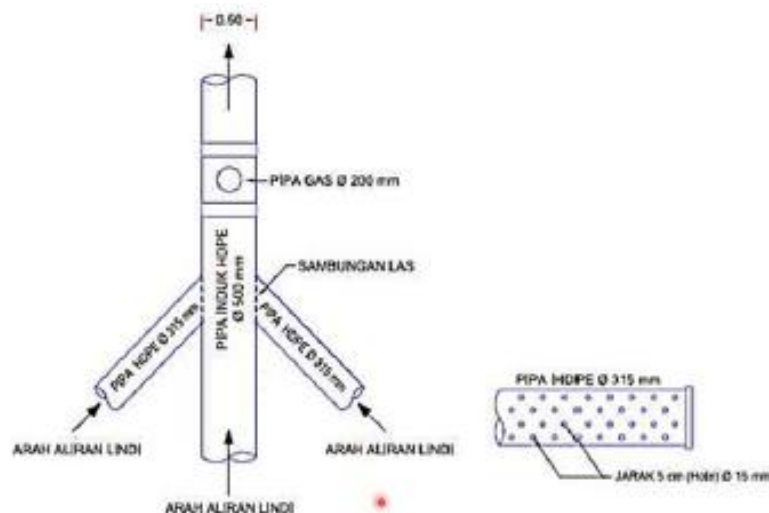 0.50
PIPA GAS Ø 200 mm
PIPA INDUK HDPE
Ø 500 mm
SAMBUNGAN LAS
PIPA HDPE Ø 315 mm
PIPA HDPE Ø 315 mm
ARAH ALIRAN LINDI
ARAH ALIRAN LINDI
ARAH ALIRAN LINDI
PIPA HDPE Ø 315 mm
JARAK 5 cm (Hole) Ø 15 mm